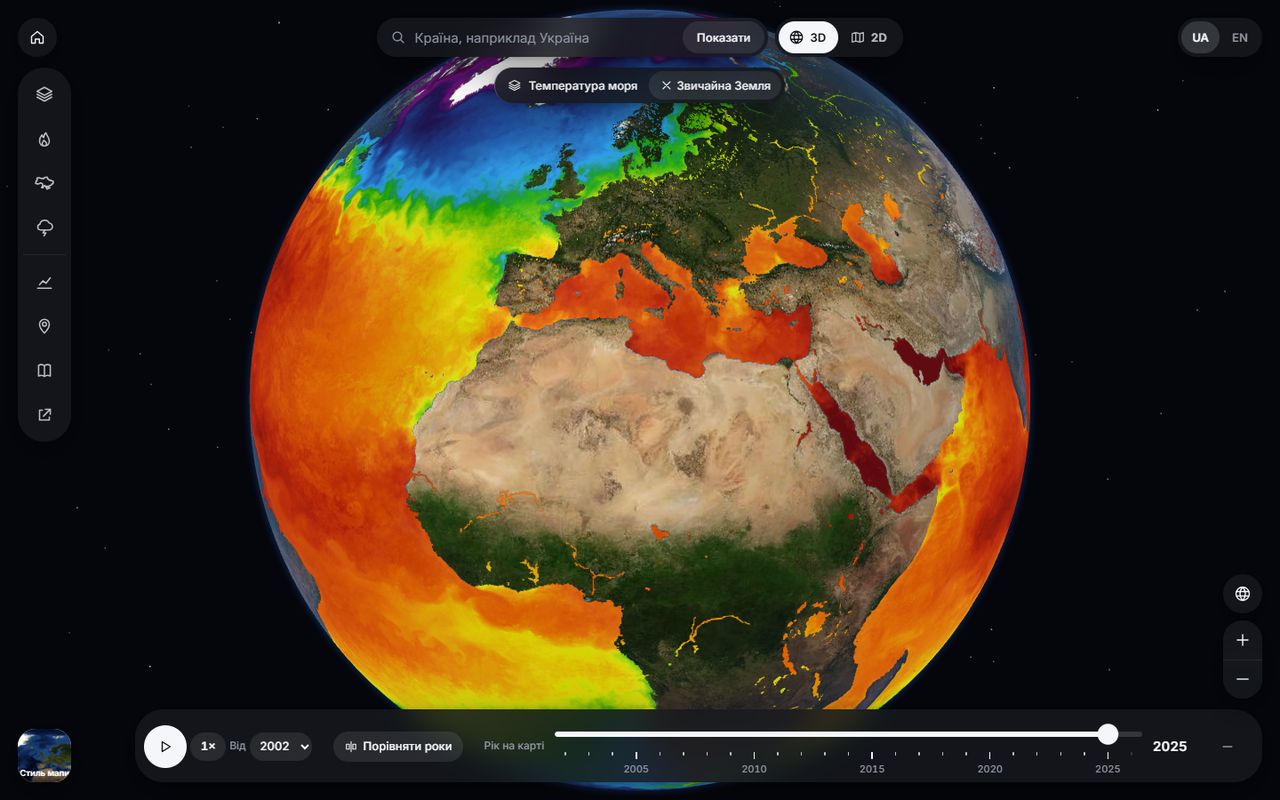 Країна, наприклад Україна
Показати
3D
2D
UA
EN
Температура моря
Звичайна Земля
1×
Від
2002
Порівняти роки
Рік на карті
2005
2010
2015
2020
2025
2025
Стиль мапи